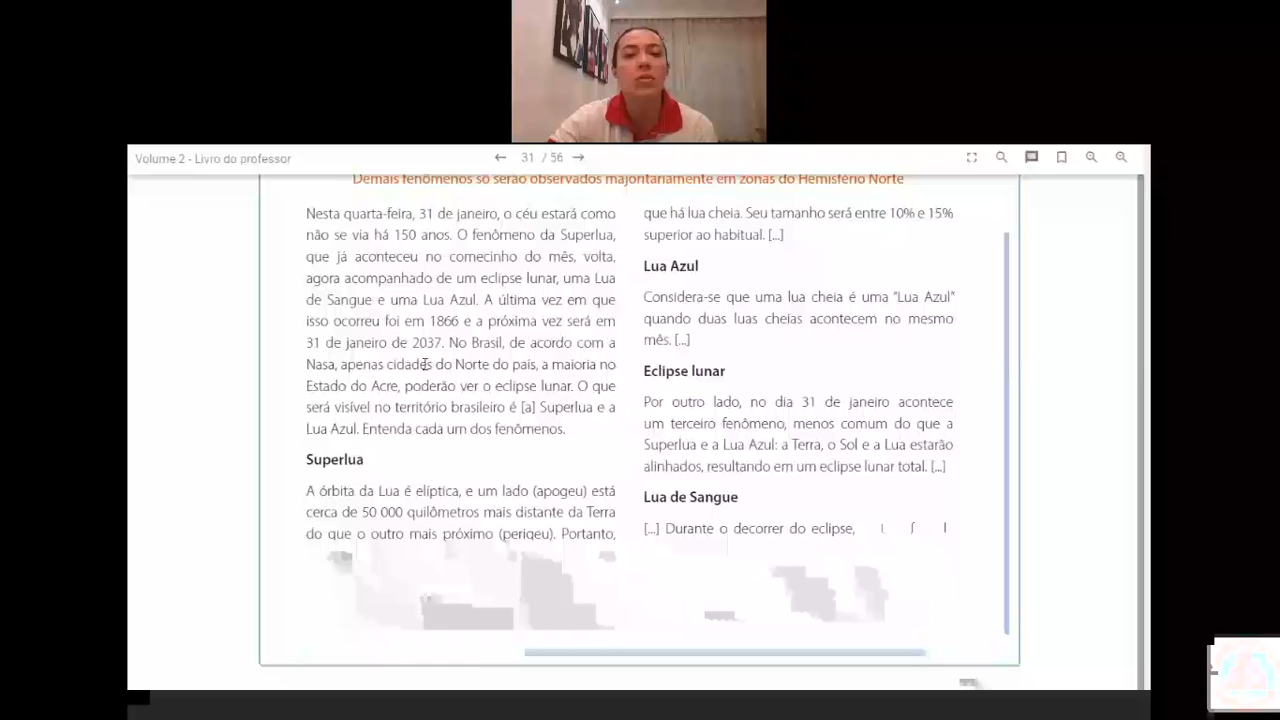 Volume 2 - Livro do professor
31 / 56
Demais fenômenos só serão observados majoritariamente em zonas do Hemisfério Norte
Nesta quarta-feira, 31 de janeiro, o céu estará como
não se via há 150 anos. O fenômeno da Superlua,
que já aconteceu no comecinho do mês, volta,
agora acompanhado de um eclipse lunar, uma Lua
de Sangue e uma Lua Azul. A última vez em que
isso ocorreu foi em 1866 e a próxima vez será em
31 de janeiro de 2037. No Brasil, de acordo com a
Nasa, apenas cidades do Norte do país, a maioria no
Estado do Acre, poderão ver o eclipse lunar. O que
será visível no território brasileiro é [a] Superlua e a
Lua Azul. Entenda cada um dos fenômenos.
Superlua
A órbita da Lua é elíptica, e um lado (apogeu) está
cerca de 50 000 quilômetros mais distante da Terra
do que o outro mais próximo (perigeu). Portanto,
que há lua cheia. Seu tamanho será entre 10% e 15%
superior ao habitual. [...]
Lua Azul
Considera-se que uma lua cheia é uma “Lua Azul”
quando duas luas cheias acontecem no mesmo
mês. [...]
Eclipse lunar
Por outro lado, no dia 31 de janeiro acontece
um terceiro fenômeno, menos comum do que a
Superlua e a Lua Azul: a Terra, o Sol e a Lua estarão
alinhados, resultando em um eclipse lunar total. [...]
Lua de Sangue
[...] Durante o decorrer do eclipse,